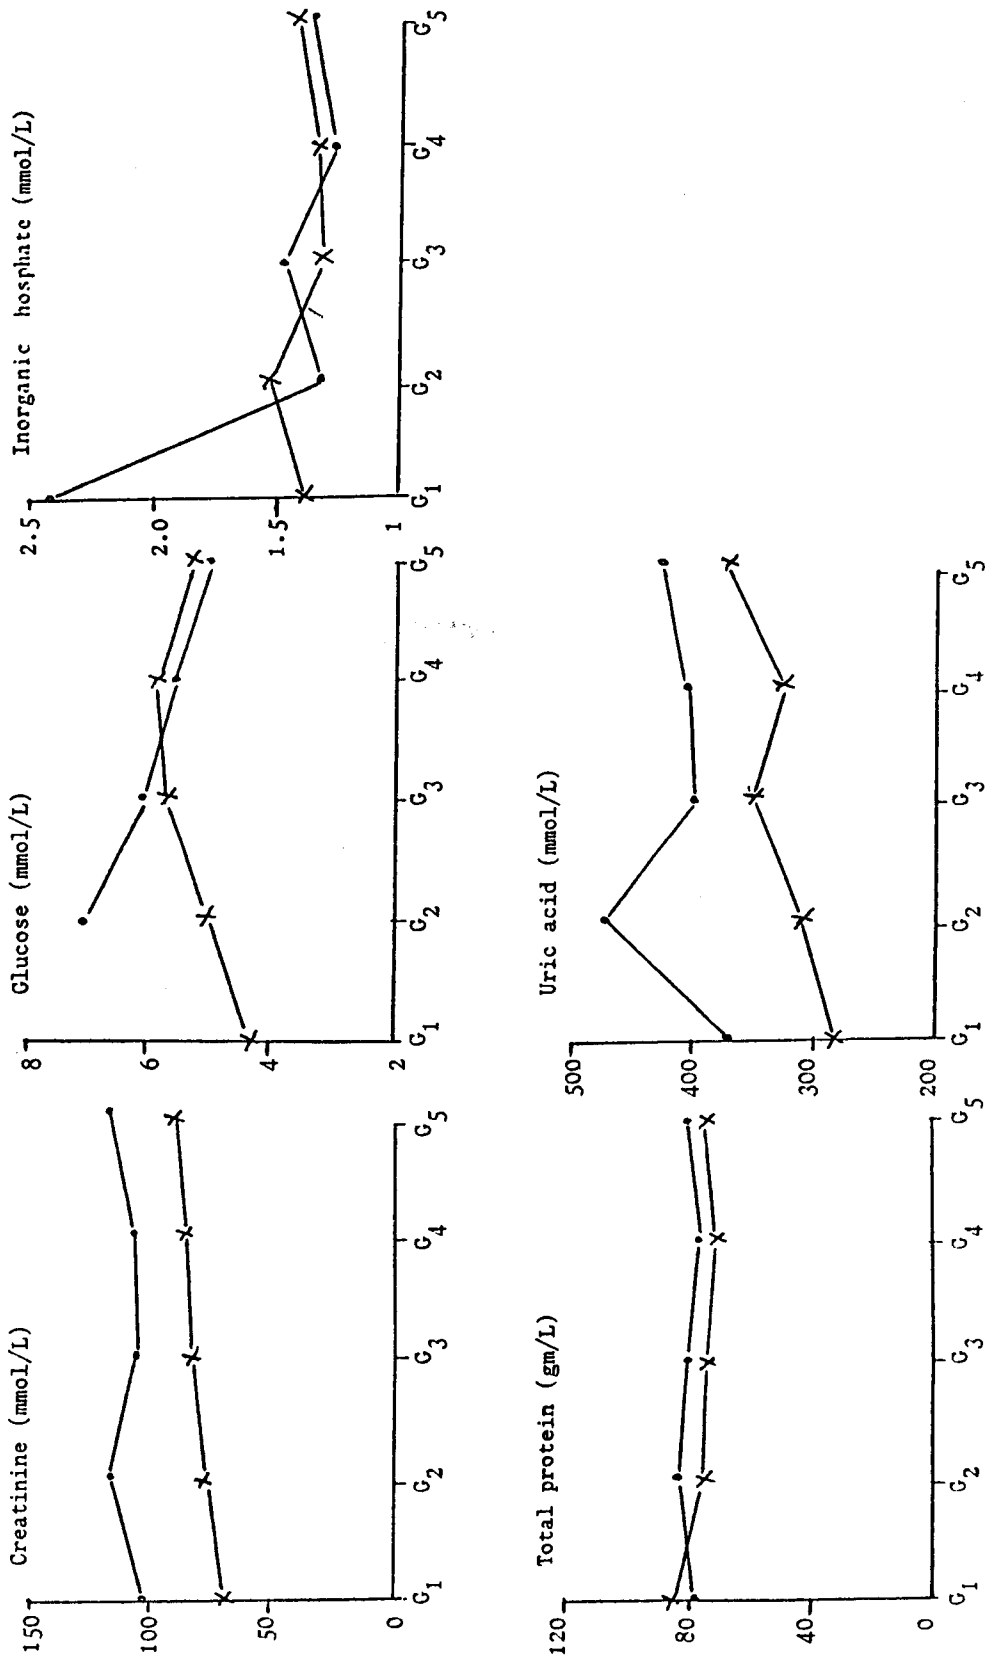 Creatinine (mmol/L)
150
100
50
0
G1 G2 G3 G4 G5
Glucose (mmol/L)
8
6
4
2
G1 G2 G3 G4 G5
Inorganic hosphate (mmol/L)
2.5
2.0
1.5
1
G1 G2 G3 G4 G5
Total protein (gm/L)
120
80
40
0
G1 G2 G3 G4 G5
Uric acid (mmol/L)
500
400
300
200
G1 G2 G3 G4 G5